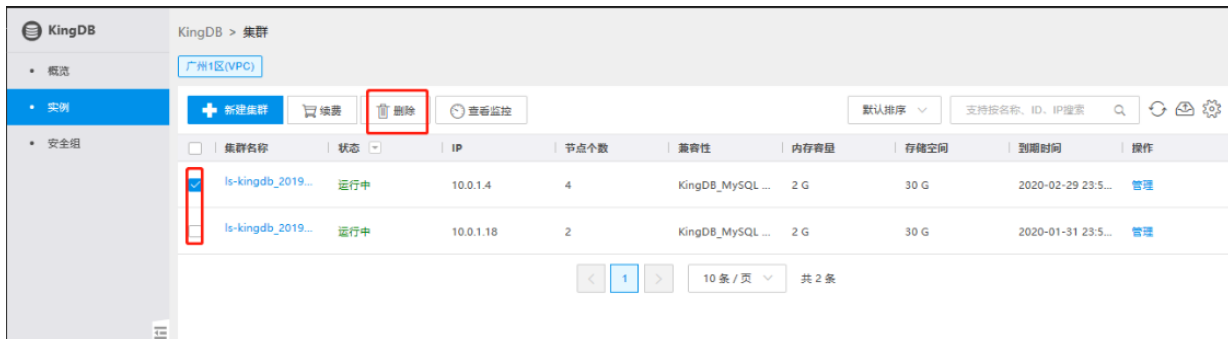 KingDB
KingDB > 集群
概览
广州1区(VPC)
实例
新建集群 续费 删除 查看监控 默认排序 支持按名称、ID、IP搜索
安全组
集群名称 状态 IP 节点个数 兼容性 内存容量 存储空间 到期时间 操作
ls-kingdb_2019... 运行中 10.0.1.4 4 KingDB_MySQL ... 2 G 30 G 2020-02-29 23:5... 管理
ls-kingdb_2019... 运行中 10.0.1.18 2 KingDB_MySQL ... 2 G 30 G 2020-01-31 23:5... 管理
< 1 > 10 条 / 页 共 2 条